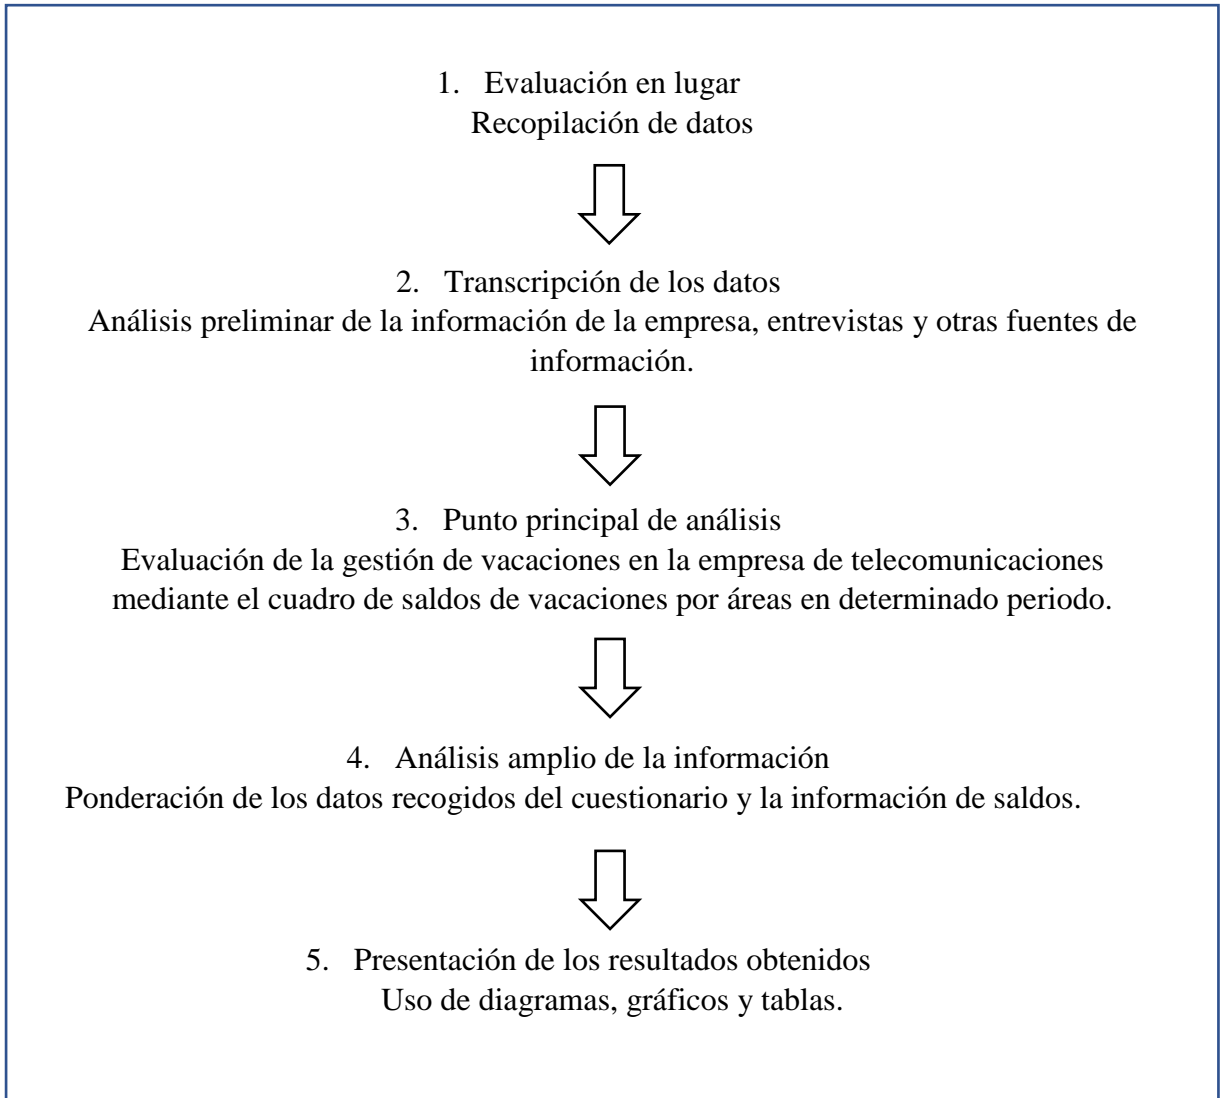 1. Evaluación en lugar
Recopilación de datos
2. Transcripción de los datos
Análisis preliminar de la información de la empresa, entrevistas y otras fuentes de
información.
3. Punto principal de análisis
Evaluación de la gestión de vacaciones en la empresa de telecomunicaciones
mediante el cuadro de saldos de vacaciones por áreas en determinado periodo.
4. Análisis amplio de la información
Ponderación de los datos recogidos del cuestionario y la información de saldos.
5. Presentación de los resultados obtenidos
Uso de diagramas, gráficos y tablas.